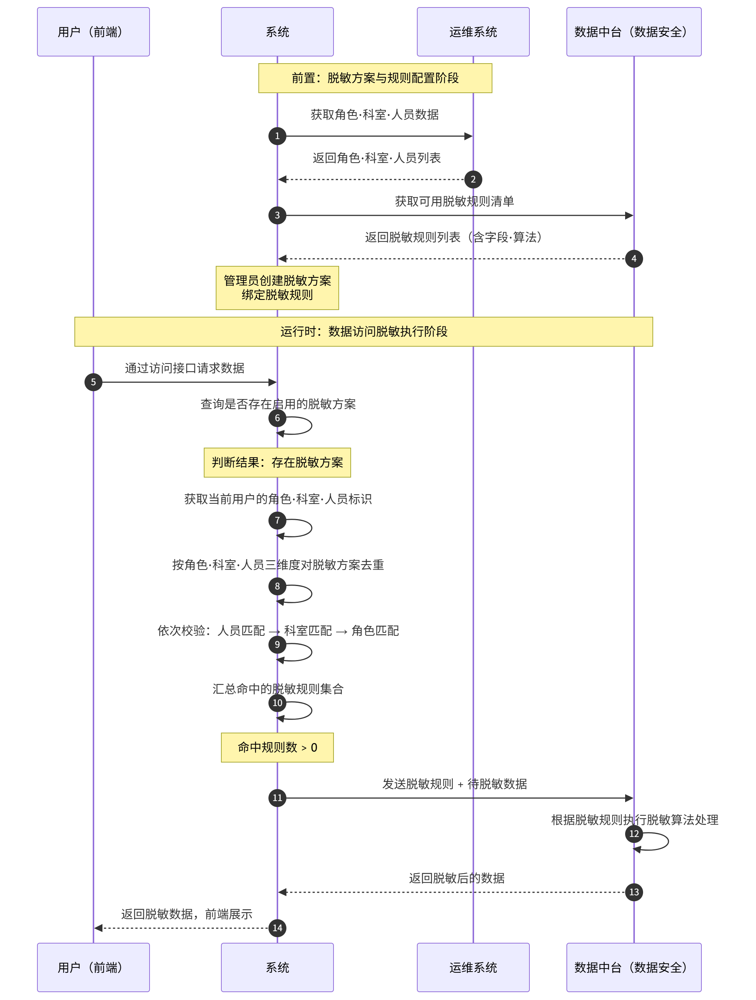 用户（前端）
系统
运维系统
数据中台（数据安全）
前置：脱敏方案与规则配置阶段
获取角色·科室·人员数据
1
返回角色·科室·人员列表
2
获取可用脱敏规则清单
3
返回脱敏规则列表（含字段·算法）
4
管理员创建脱敏方案
绑定脱敏规则
运行时：数据访问脱敏执行阶段
通过访问接口请求数据
5
查询是否存在启用的脱敏方案
6
判断结果：存在脱敏方案
获取当前用户的角色·科室·人员标识
7
按角色·科室·人员三维度对脱敏方案去重
8
依次校验：人员匹配 → 科室匹配 → 角色匹配
9
汇总命中的脱敏规则集合
10
命中规则数 > 0
发送脱敏规则 + 待脱敏数据
11
根据脱敏规则执行脱敏算法处理
12
返回脱敏后的数据
13
返回脱敏数据，前端展示
14
用户（前端）
系统
运维系统
数据中台（数据安全）